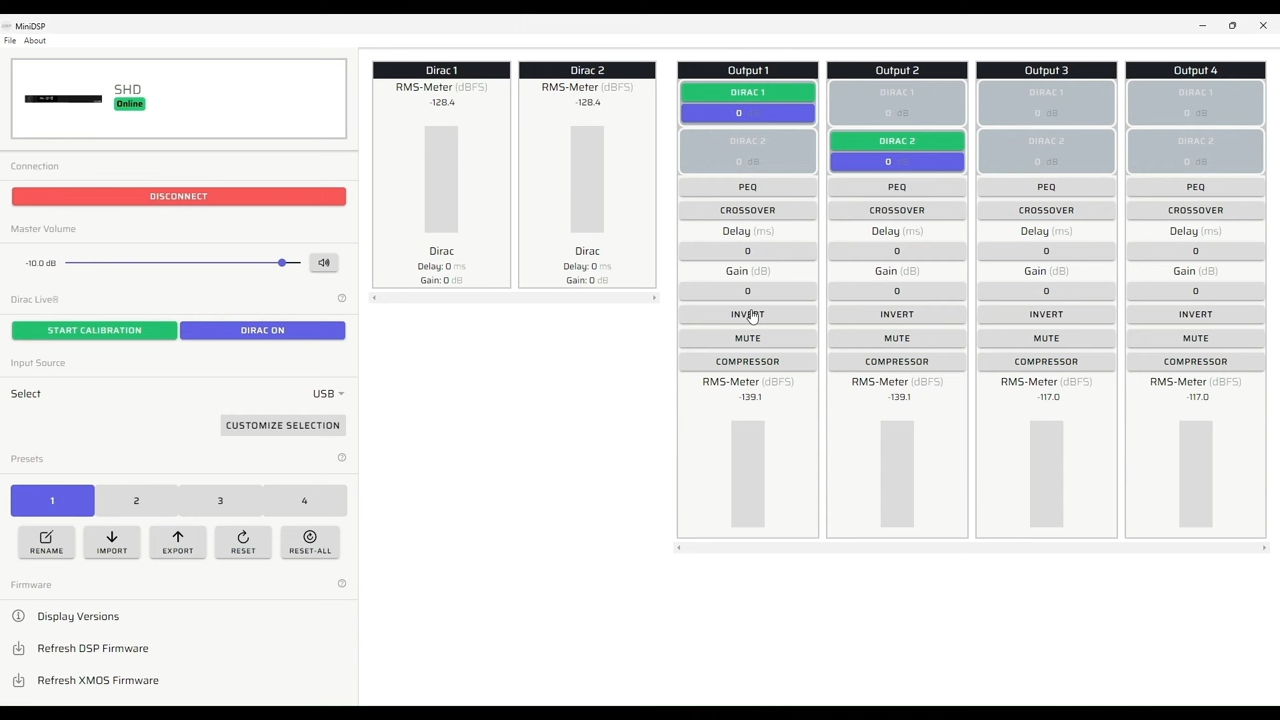 MiniDSP
File About
SHD
Online
Connection
DISCONNECT
Master Volume
-10.0 dB
Dirac Live®
START CALIBRATION DIRAC ON
Input Source
Select USB
CUSTOMIZE SELECTION
Presets
1 2 3 4
RENAME IMPORT EXPORT RESET RESET-ALL
Firmware
Display Versions
Refresh DSP Firmware
Refresh XMOS Firmware
Dirac 1 Dirac 2
RMS-Meter (dBFS) RMS-Meter (dBFS)
-128.4 -128.4
Dirac Dirac
Delay: 0 ms Delay: 0 ms
Gain: 0 dB Gain: 0 dB
Output 1 Output 2 Output 3 Output 4
DIRAC 1 DIRAC 1 DIRAC 1 DIRAC 1
0 dB 0 dB 0 dB 0 dB
DIRAC 2 DIRAC 2 DIRAC 2 DIRAC 2
0 dB 0 dB 0 dB 0 dB
PEQ PEQ PEQ PEQ
CROSSOVER CROSSOVER CROSSOVER CROSSOVER
Delay (ms) Delay (ms) Delay (ms) Delay (ms)
0 0 0 0
Gain (dB) Gain (dB) Gain (dB) Gain (dB)
0 0 0 0
INVERT INVERT INVERT INVERT
MUTE MUTE MUTE MUTE
COMPRESSOR COMPRESSOR COMPRESSOR COMPRESSOR
RMS-Meter (dBFS) RMS-Meter (dBFS) RMS-Meter (dBFS) RMS-Meter (dBFS)
-139.1 -139.1 -117.0 -117.0